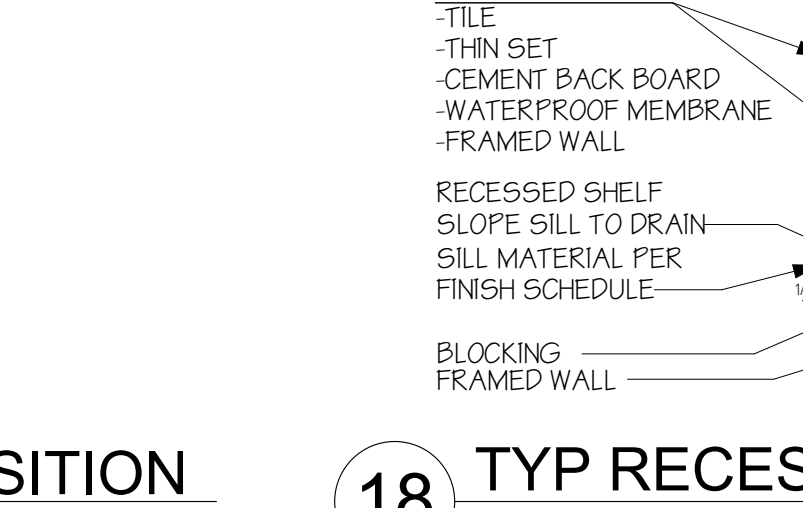 -TILE
-THIN SET
-CEMENT BACK BOARD
-WATERPROOF MEMBRANE
-FRAMED WALL
RECESSED SHELF
SLOPE SILL TO DRAIN
SILL MATERIAL PER
FINISH SCHEDULE
1/
BLOCKING
FRAMED WALL
SITION
18 TYP RECES